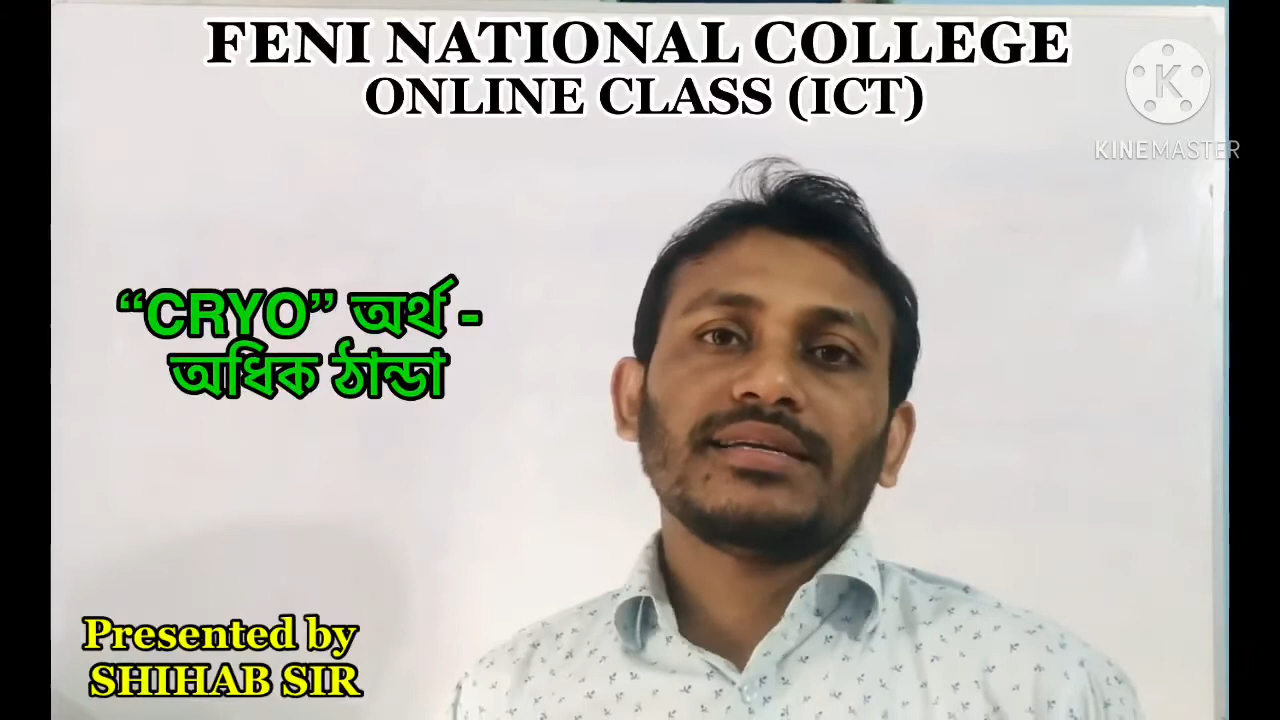 FENI NATIONAL COLLEGE
ONLINE CLASS (ICT)
K
KINEMASTER
“CRYO” অর্থ -
অধিক ঠান্ডা
Presented by
SHIHAB SIR